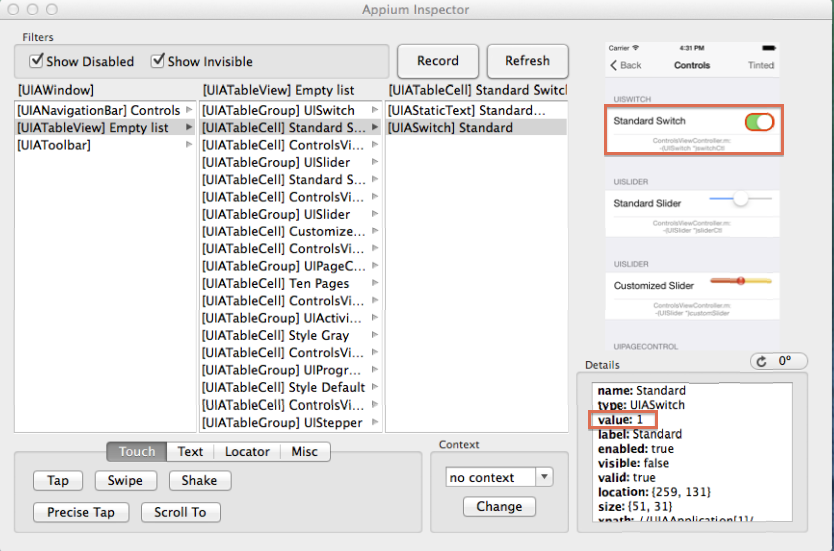 Appium Inspector
Filters
Show Disabled
Show Invisible
Record
Refresh
[UIAWindow]
[UIANavigationBar] Controls
[UIATableView] Empty list
[UIAToolbar]
[UIATableView] Empty list
[UIATableGroup] UISwitch
[UIATableCell] Standard S...
[UIATableCell] ControlsVi...
[UIATableGroup] UISlider
[UIATableCell] Standard S...
[UIATableCell] ControlsVi...
[UIATableGroup] UISlider
[UIATableCell] Customize...
[UIATableCell] ControlsVi...
[UIATableGroup] UIPageC...
[UIATableCell] Ten Pages
[UIATableCell] ControlsVi...
[UIATableGroup] UIActivi...
[UIATableCell] Style Gray
[UIATableCell] ControlsVi...
[UIATableGroup] UIProgr...
[UIATableCell] Style Default
[UIATableCell] ControlsVi...
[UIATableGroup] UIStepper
[UIATableCell] Standard Switc
[UIAStaticText] Standard...
[UIASwitch] Standard
Carrier 4:31 PM
Back Controls Tinted
UISWITCH
Standard Switch
ControlsViewController.m:
-(UISwitch *)switchCtl
UISLIDER
Standard Slider
ControlsViewController.m:
-(UISlider *)sliderCtl
UISLIDER
Customized Slider
ControlsViewController.m:
-(UISlider *)customSlider
UIPAGECONTROL
0°
Details
name: Standard
type: UIASwitch
value: 1
label: Standard
enabled: true
visible: false
valid: true
location: {259, 131}
size: {51, 31}
xpath: //UIAApplication[1]/
Touch Text Locator Misc
Tap Swipe Shake
Precise Tap Scroll To
Context
no context
Change